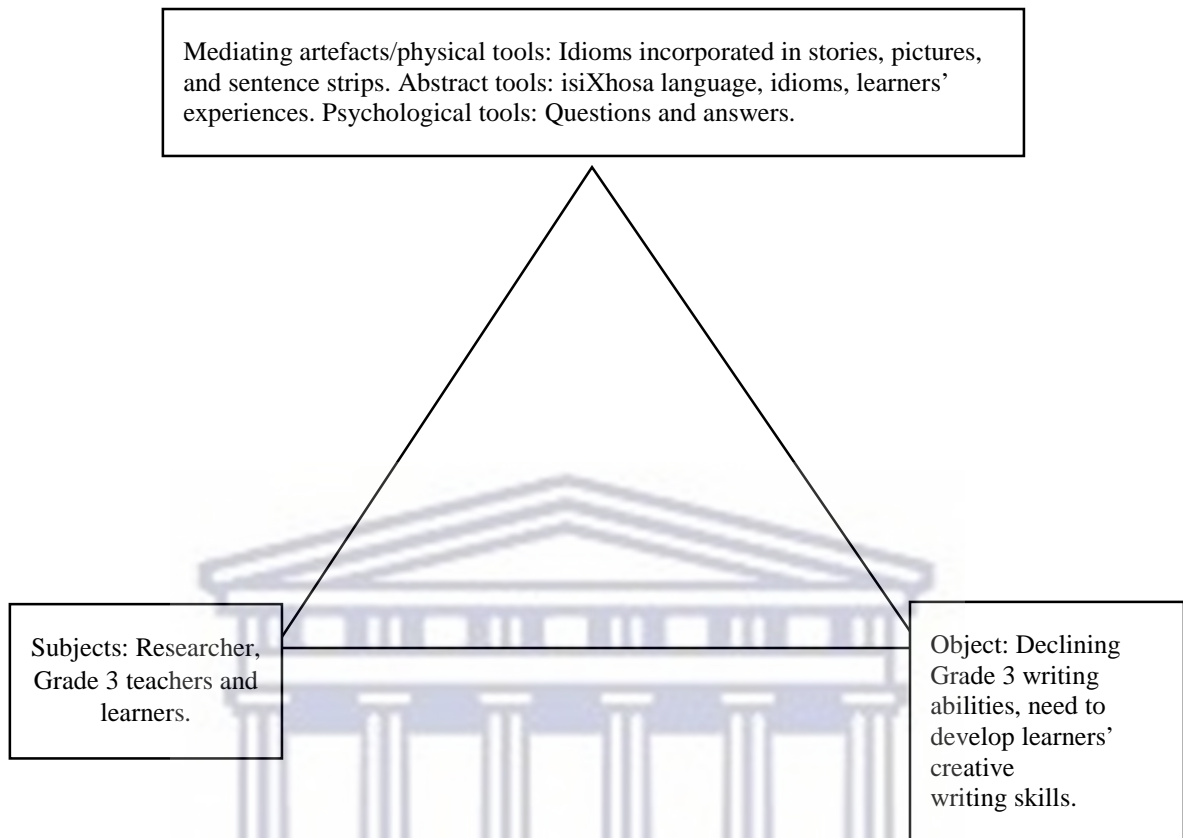 Mediating artefacts/physical tools: Idioms incorporated in stories, pictures,
and sentence strips. Abstract tools: isiXhosa language, idioms, learners’
experiences. Psychological tools: Questions and answers.
Subjects: Researcher,
Grade 3 teachers and
learners.
Object: Declining
Grade 3 writing
abilities, need to
develop learners’
creative
writing skills.